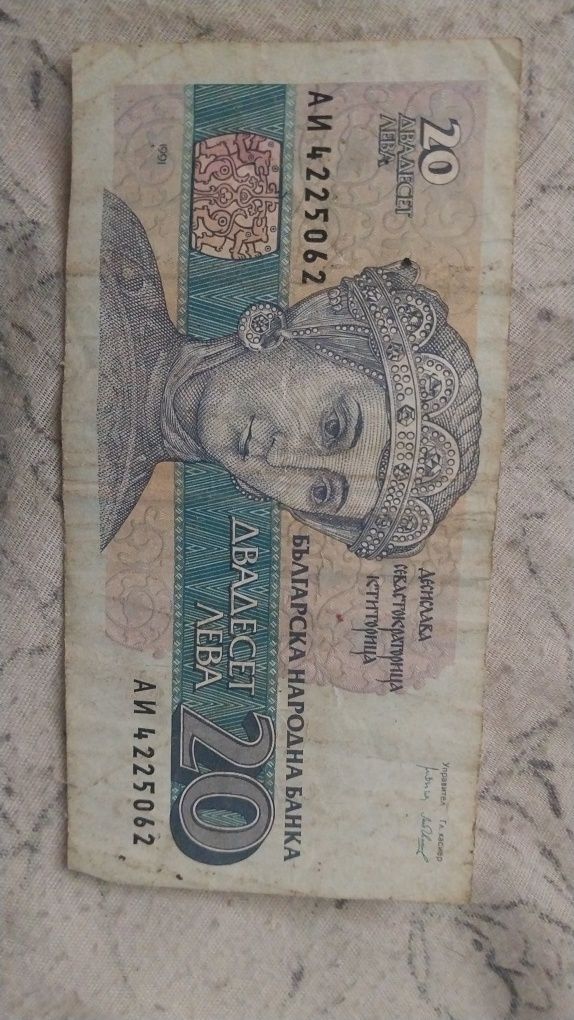 20
ДВАДЕСЕТ
ЛЕВА
АИ 4225062
1991
ДЕСИСЛАВА
СЕВАСТОКРАТОРИЦА
КТИТОРИЦА
БЪЛГАРСКА НАРОДНА БАНКА
ДВАДЕСЕТ
ЛЕВА
20
АИ 4225062
Управител Гл. касиер